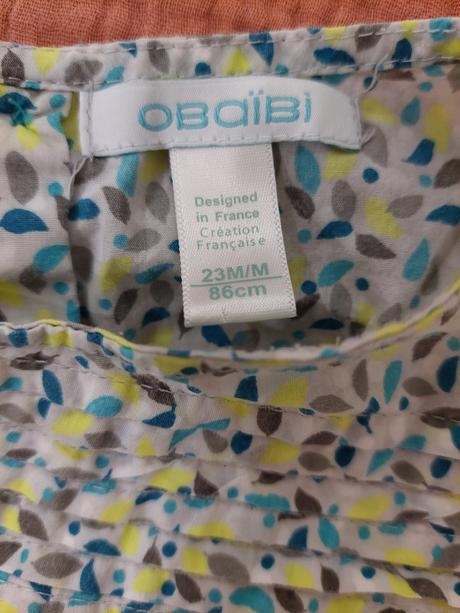 OBaïBi
Designed
in France
Création
Française
23M/M
86cm